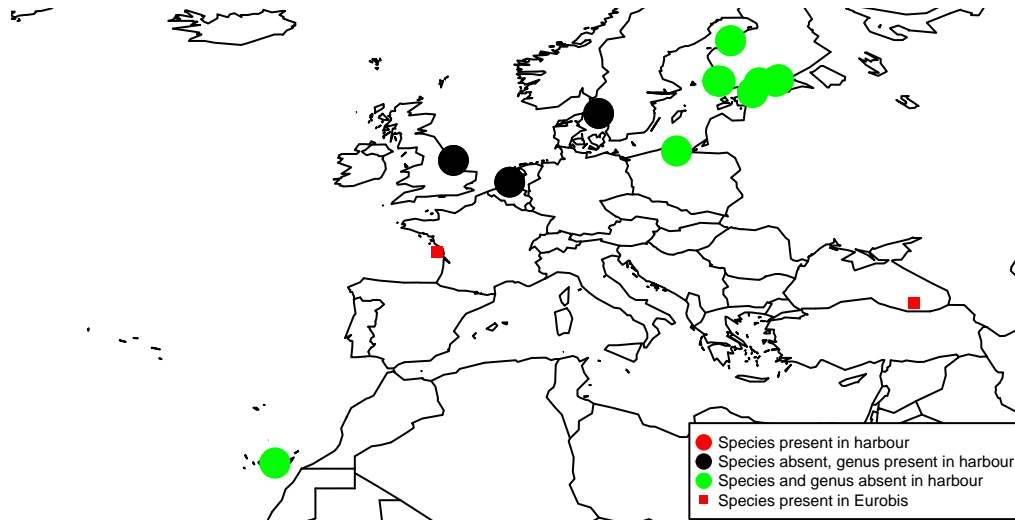 Species present in harbour
Species absent, genus present in harbour
Species and genus absent in harbour
Species present in Eurobis